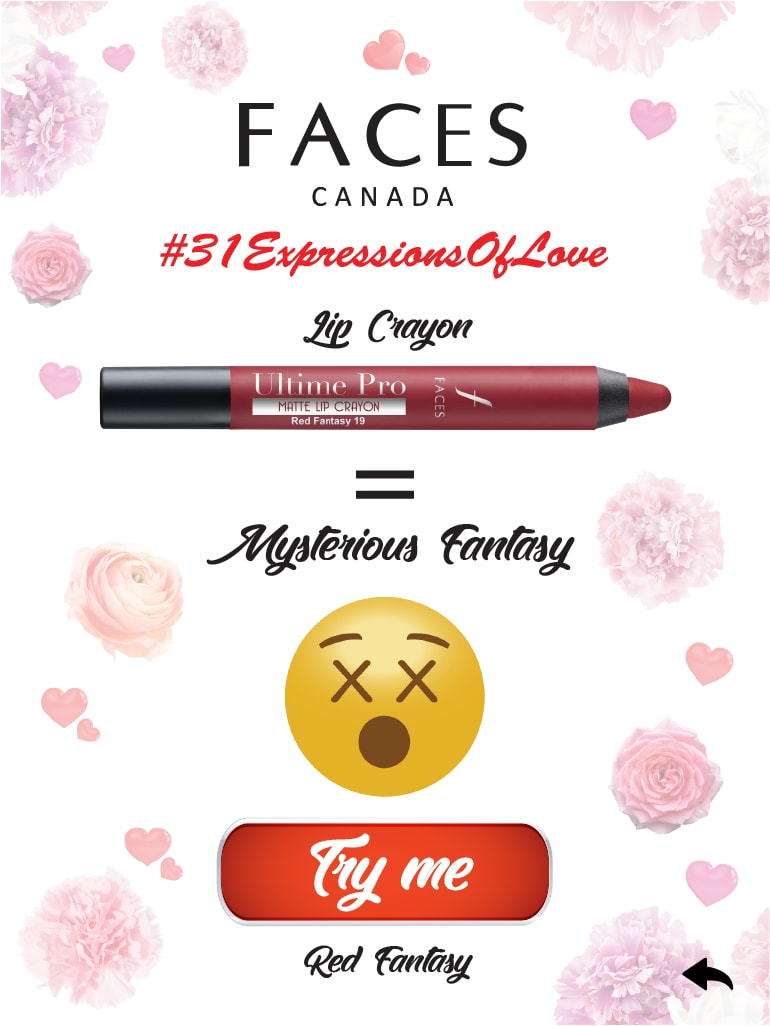 FACES
CANADA
#31ExpressionsOfLove
Lip Crayon
Ultime Pro
MATTE LIP CRAYON
Red Fantasy 19
FACES
f
=
Mysterious Fantasy
Try me
Red Fantasy